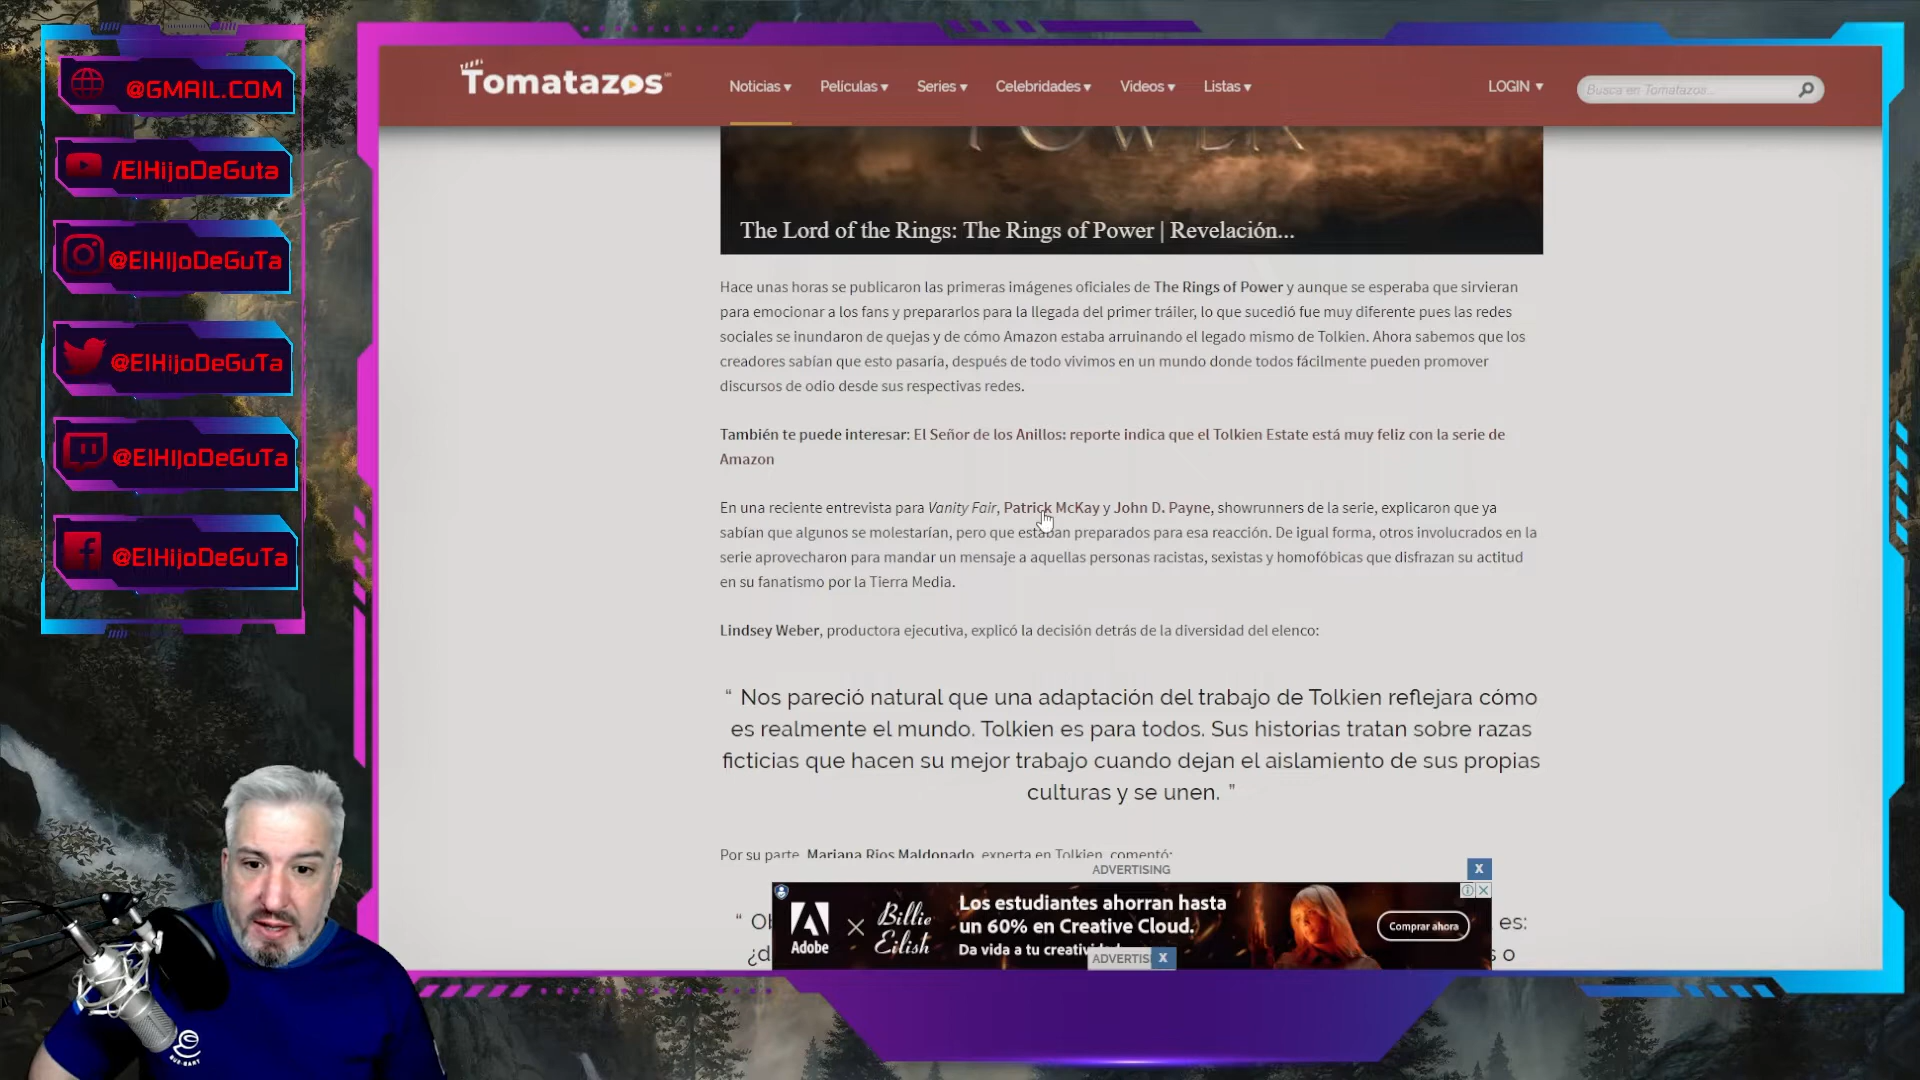 @GMAIL.COM
/ElHijoDeGuta
@ElHIJoDeGuTa
@ElHIJoDeGuTa
@ElHIJoDeGuTa
@ElHIJoDeGuTa
Tomatazos
Noticias ▾ Películas ▾ Series ▾ Celebridades ▾ Videos ▾ Listas ▾ LOGIN ▾ Busca en Tomatazos...
POWER
The Lord of the Rings: The Rings of Power | Revelación...
Hace unas horas se publicaron las primeras imágenes oficiales de The Rings of Power y aunque se esperaba que sirvieran
para emocionar a los fans y prepararlos para la llegada del primer tráiler, lo que sucedió fue muy diferente pues las redes
sociales se inundaron de quejas y de cómo Amazon estaba arruinando el legado mismo de Tolkien. Ahora sabemos que los
creadores sabían que esto pasaría, después de todo vivimos en un mundo donde todos fácilmente pueden promover
discursos de odio desde sus respectivas redes.
También te puede interesar: El Señor de los Anillos: reporte indica que el Tolkien Estate está muy feliz con la serie de
Amazon
En una reciente entrevista para Vanity Fair, Patrick McKay y John D. Payne, showrunners de la serie, explicaron que ya
sabían que algunos se molestarían, pero que estaban preparados para esa reacción. De igual forma, otros involucrados en la
serie aprovecharon para mandar un mensaje a aquellas personas racistas, sexistas y homofóbicas que disfrazan su actitud
en su fanatismo por la Tierra Media.
Lindsey Weber, productora ejecutiva, explicó la decisión detrás de la diversidad del elenco:
“ Nos pareció natural que una adaptación del trabajo de Tolkien reflejara cómo
es realmente el mundo. Tolkien es para todos. Sus historias tratan sobre razas
ficticias que hacen su mejor trabajo cuando dejan el aislamiento de sus propias
culturas y se unen. ”
Por su parte, Mariana Rios Maldonado, experta en Tolkien, comentó:
ADVERTISING X
Adobe × Billie Eilish
Los estudiantes ahorran hasta
un 60% en Creative Cloud.
Da vida a tu
Comprar ahora
es:
X
BUS-BART